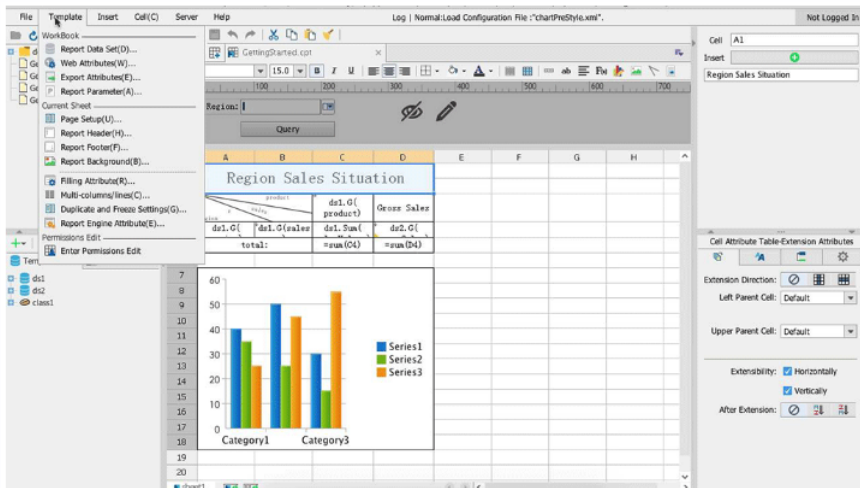 File Template Insert Cell(C) Server Help Log | Normal:Load Configuration File :"chartPreStyle.xml". Not Logged In
WorkBook
Report Data Set(D)...
Web Attributes(W)...
Export Attributes(E)...
Report Parameter(A)...
Current Sheet
Page Setup(U)...
Report Header(H)...
Report Footer(F)...
Report Background(B)...
Filling Attribute(R)...
Multi-columns/lines(C)...
Duplicate and Freeze Settings(G)...
Report Engine Attribute(E)...
Permissions Edit
Enter Permissions Edit
ds1
ds2
class1
GettingStarted.cpt
15.0
100 200 300 400 500 600 700
Region:
Query
A B C D E F G H
Region Sales Situation
product
ds1.G(
product)
Gross Sales
ds1.G( ds1.G(sales ds1.Sum( ds2.G(
total: =sum(C4) =sum(D4)
7
8
9
10
11
12
13
14
15
16
17
18
19
20
60
50
40
30
20
10
0
Category1 Category3
Series1
Series2
Series3
sheet1
Cell A1
Insert
Region Sales Situation
Cell Attribute Table-Extension Attributes
Extension Direction:
Left Parent Cell: Default
Upper Parent Cell: Default
Extensibility: Horizontally
Vertically
After Extension: